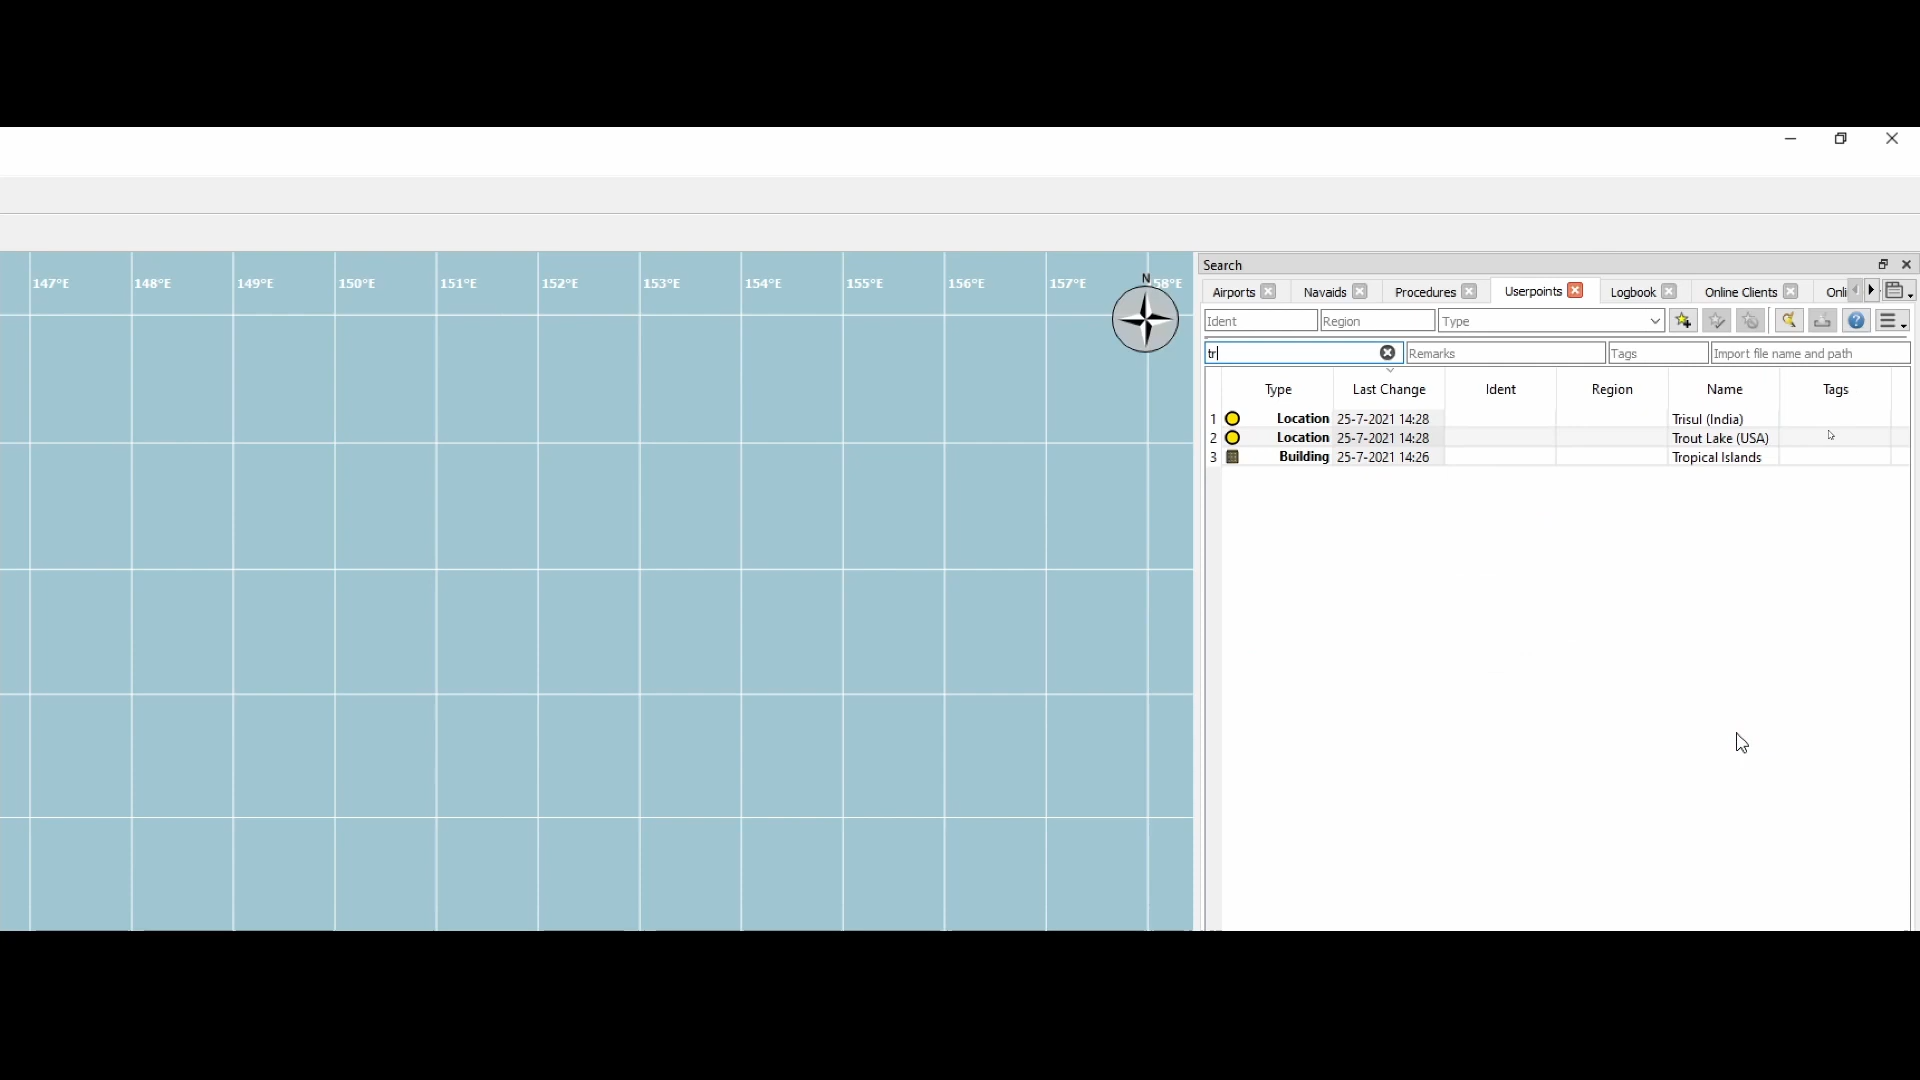 Search
Airports Navaids Procedures Userpoints Logbook Online Clients Onli
Ident Region Type
tr Remarks Tags Import file name and path
Type Last Change Ident Region Name Tags
1 Location 25-7-2021 14:28 Trisul (India)
2 Location 25-7-2021 14:28 Trout Lake (USA)
3 Building 25-7-2021 14:26 Tropical Islands
N
147°E 148°E 149°E 150°E 151°E 152°E 153°E 154°E 155°E 156°E 157°E 58°E